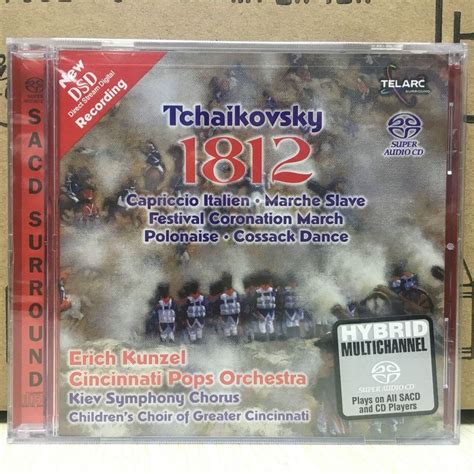 New
DSD
Direct Stream Digital
Recording
TELARC
Tchaikovsky
1812
SUPER
AUDIO CD
Capriccio Italien · Marche Slave
Festival Coronation March
Polonaise · Cossack Dance
SACD SURROUND
Erich Kunzel
Cincinnati Pops Orchestra
Kiev Symphony Chorus
Children's Choir of Greater Cincinnati
HYBRID
MULTICHANNEL
SUPER AUDIO CD
Plays on All SACD
and CD Players